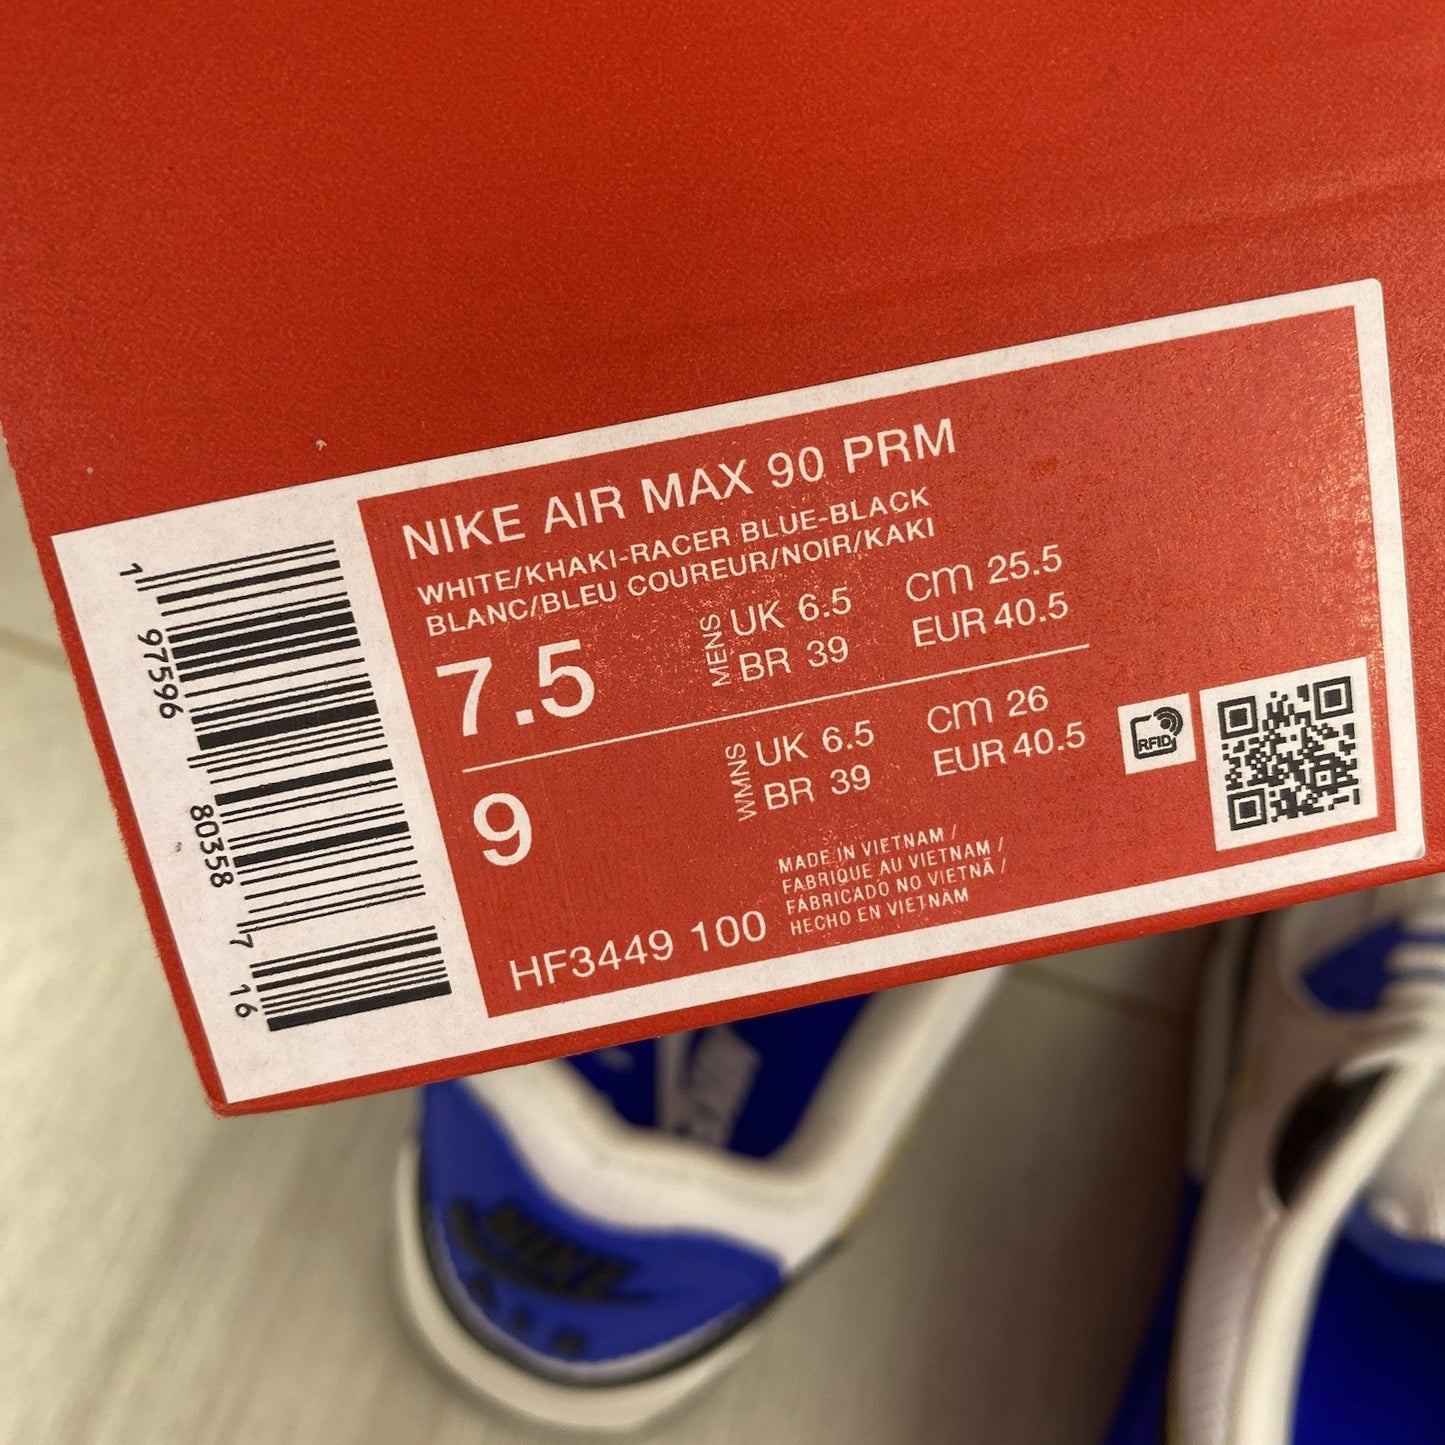 NIKE AIR MAX 90 PRM
WHITE/KHAKI-RACER BLUE-BLACK
BLANC/BLEU COUREUR/NOIR/KAKI
7.5 MENS UK 6.5 CM 25.5
BR 39 EUR 40.5
9 WMNS UK 6.5 CM 26
BR 39 EUR 40.5
RFID
MADE IN VIETNAM /
FABRIQUE AU VIETNAM /
FABRICADO NO VIETNÃ /
HECHO EN VIETNAM
HF3449 100
1 97596 80358 7 16
NIKE
NIKE
AIR